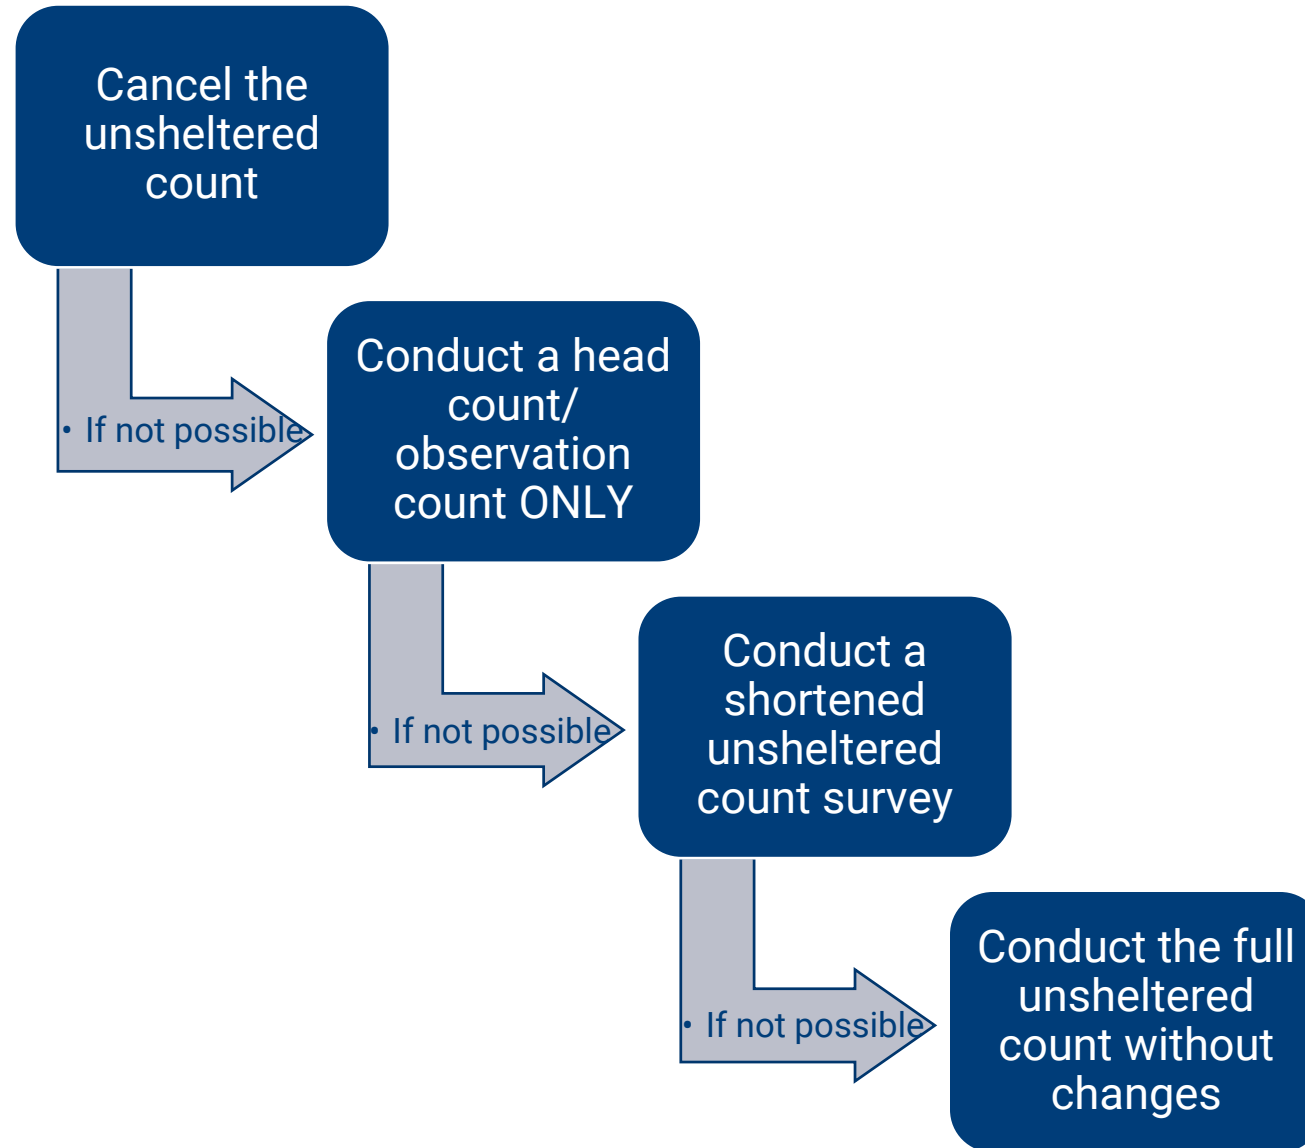 Cancel the
unsheltered
count
• If not possible
Conduct a head
count/
observation
count ONLY
• If not possible
Conduct a
shortened
unsheltered
count survey
• If not possible
Conduct the full
unsheltered
count without
changes